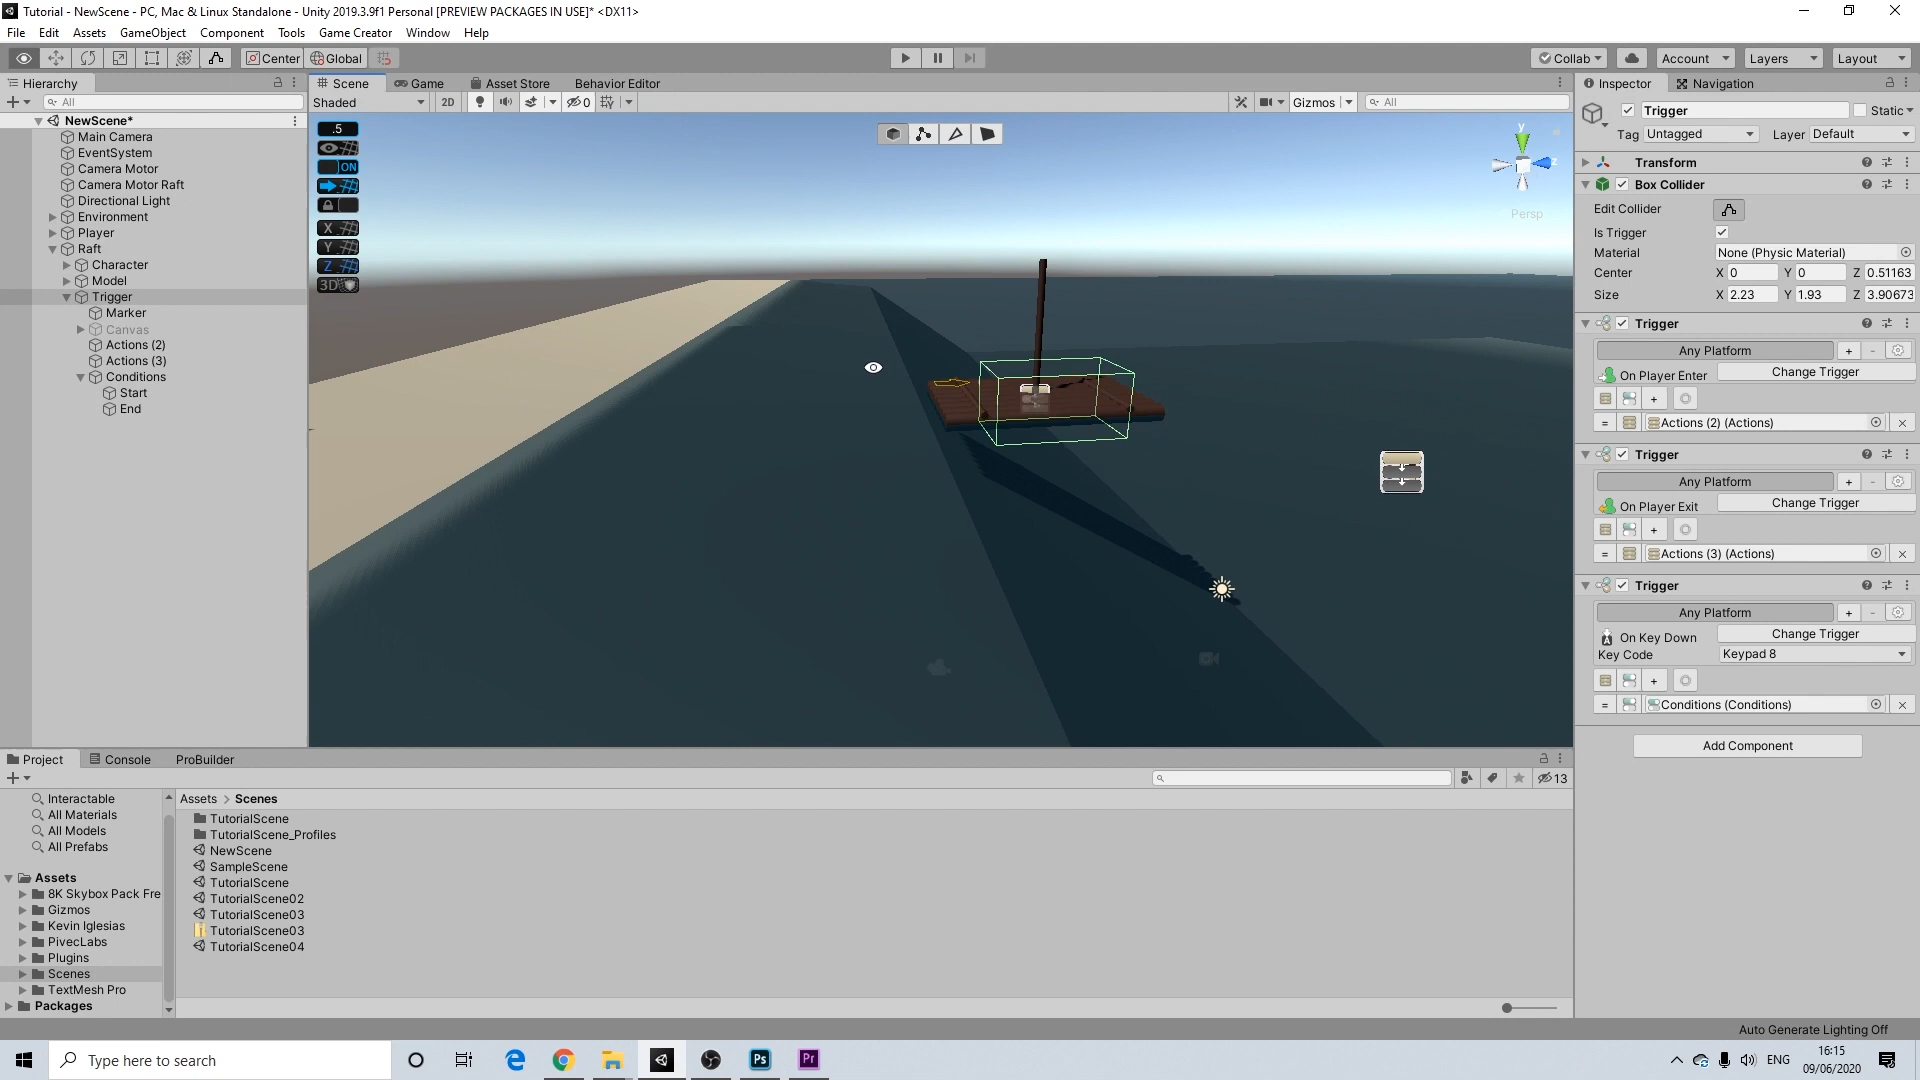 Tutorial - NewScene - PC, Mac & Linux Standalone - Unity 2019.3.9f1 Personal [PREVIEW PACKAGES IN USE]* <DX11>
File Edit Assets GameObject Component Tools Game Creator Window Help
Center Global Collab Account Layers Layout
Hierarchy
All
NewScene*
Main Camera
EventSystem
Camera Motor
Camera Motor Raft
Directional Light
Environment
Player
Raft
Character
Model
Trigger
Marker
Canvas
Actions (2)
Actions (3)
Conditions
Start
End
Scene Game Asset Store Behavior Editor
Shaded 2D 0 Gizmos All
.5
ON
X
Y
Z
3D
y
z
Persp
Inspector Navigation
Trigger Static
Tag Untagged Layer Default
Transform
Box Collider
Edit Collider
Is Trigger
Material None (Physic Material)
Center X 0 Y 0 Z 0.51163
Size X 2.23 Y 1.93 Z 3.90673
Trigger
Any Platform + -
On Player Enter Change Trigger
+
= Actions (2) (Actions)
Trigger
Any Platform + -
On Player Exit Change Trigger
+
= Actions (3) (Actions)
Trigger
Any Platform + -
On Key Down Change Trigger
Key Code Keypad 8
+
= Conditions (Conditions)
Add Component
Project Console ProBuilder
13
Interactable
All Materials
All Models
All Prefabs
Assets
8K Skybox Pack Fre
Gizmos
Kevin Iglesias
PivecLabs
Plugins
Scenes
TextMesh Pro
Packages
Assets > Scenes
TutorialScene
TutorialScene_Profiles
NewScene
SampleScene
TutorialScene
TutorialScene02
TutorialScene03
TutorialScene03
TutorialScene04
Auto Generate Lighting Off
Type here to search
Ps
Pr
ENG
16:15
09/06/2020